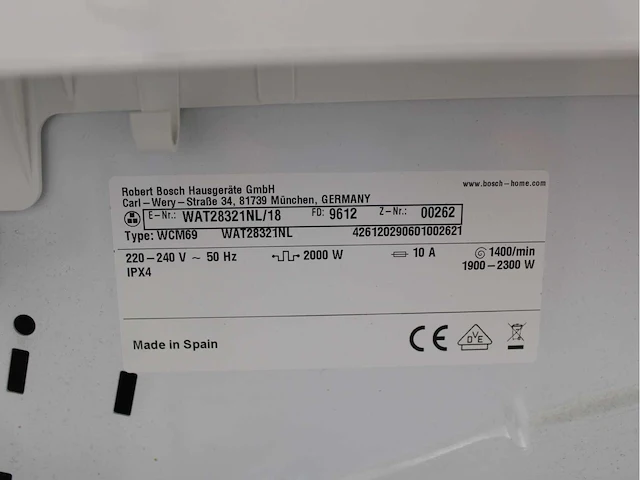 Robert Bosch Hausgeräte GmbH
www.bosch-home.com
Carl-Wery-Straße 34, 81739 München, GERMANY
E-Nr.: WAT28321NL/18 FD: 9612 Z-Nr.: 00262
Type: WCM69 WAT28321NL 426120290601002621
220-240 V ~ 50 Hz 2000 W 10 A 1400/min
IPX4 1900-2300 W
Made in Spain
CE DVE